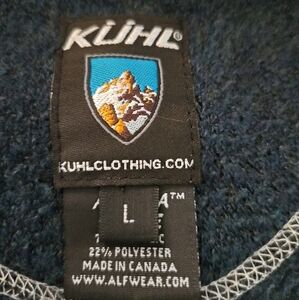 KÜHL®
KUHLCLOTHING.COM
L
22% POLYESTER
MADE IN CANADA
WWW.ALFWEAR.COM